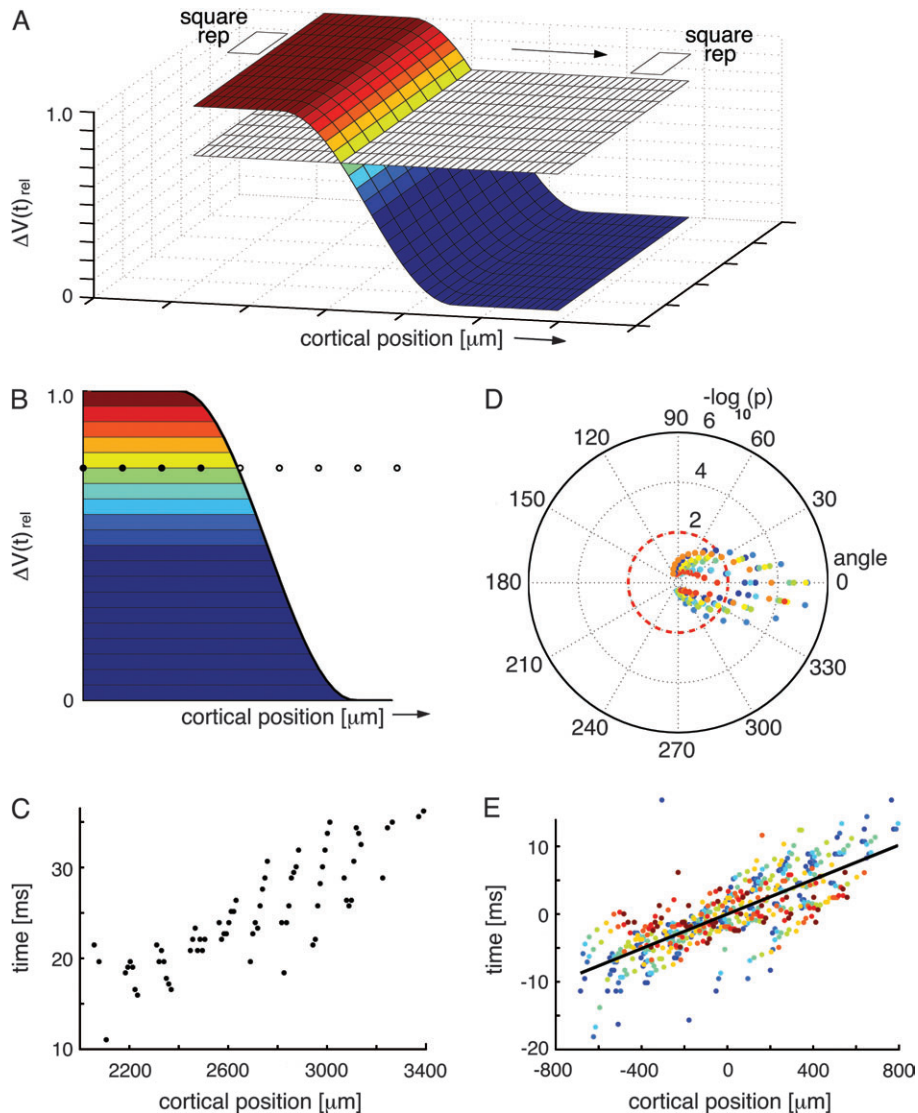 A
square
rep
square
rep
1.0
ΔV(t)rel
0
cortical position [μm]
B
1.0
ΔV(t)rel
0
cortical position [μm]
D
-log (p)
10
90
6
120
60
4
150
30
2
angle
180
0
210
330
240
300
270
C
30
time [ms]
20
10
2200
2600
3000
3400
cortical position [μm]
E
10
time [ms]
0
-10
-20
-800
-400
0
400
800
cortical position [μm]